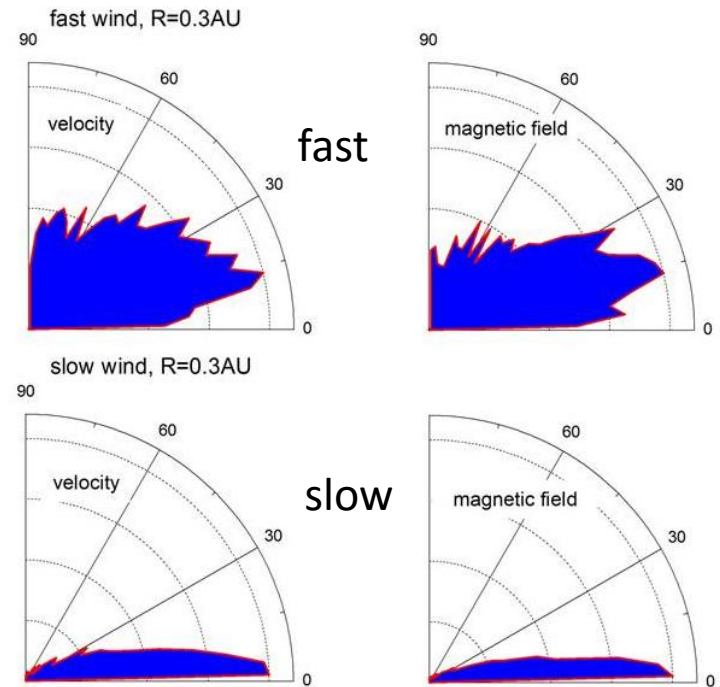 fast wind, R=0.3AU
90
60
30
0
velocity
fast
90
60
30
0
magnetic field
slow wind, R=0.3AU
90
60
30
0
velocity
slow
90
60
30
0
magnetic field